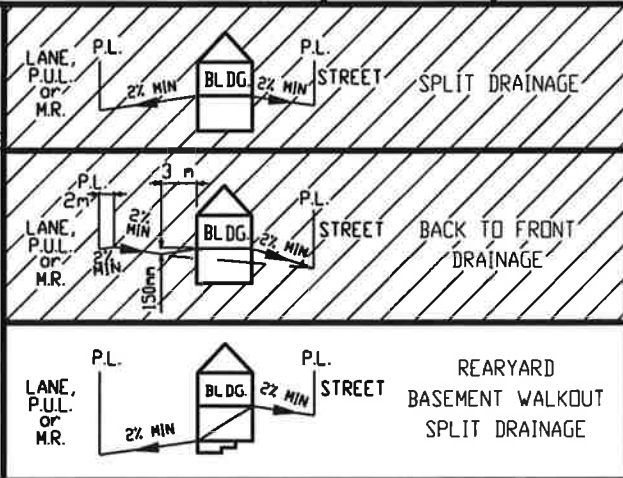 P.L.
P.L.
LANE,
P.U.L.
or
M.R.
2% MIN
BLDG.
2% MIN
STREET
SPLIT DRAINAGE
3 m
P.L.
2m
P.L.
LANE,
P.U.L.
or
M.R.
2%
MIN
2%
MIN
150mm
BLDG.
2% MIN
STREET
BACK TO FRONT
DRAINAGE
P.L.
P.L.
LANE,
P.U.L.
or
M.R.
2% MIN
BLDG.
2% MIN
STREET
REARYARD
BASEMENT WALKOUT
SPLIT DRAINAGE